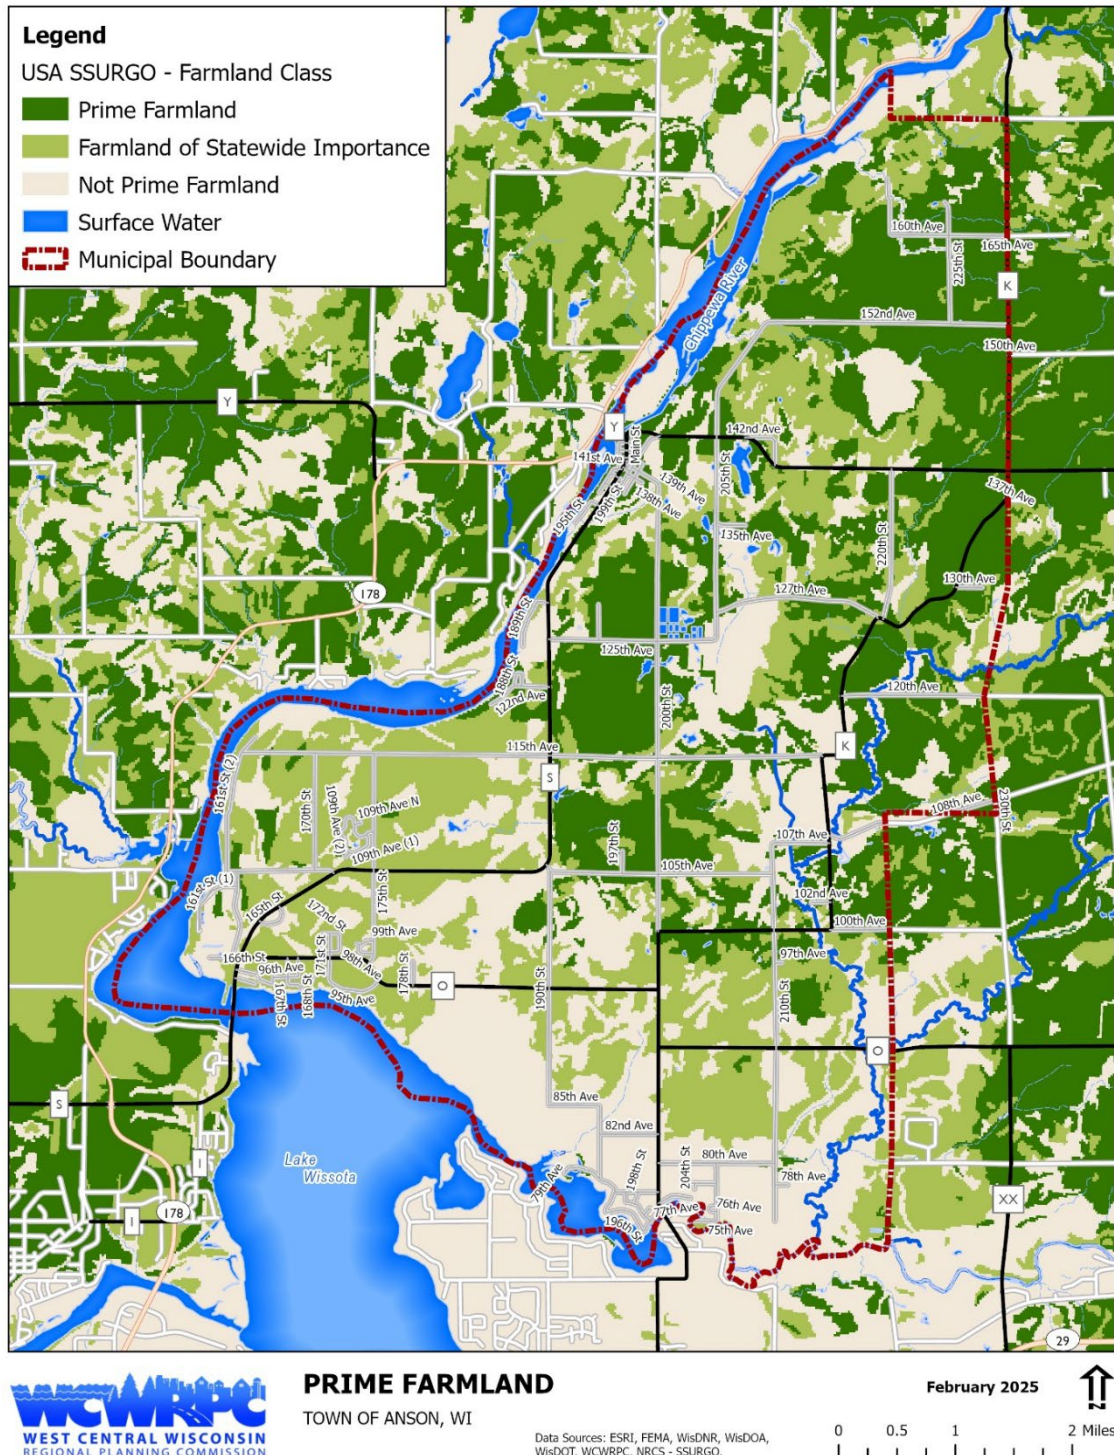 Legend
USA SSURGO - Farmland Class
Prime Farmland
Farmland of Statewide Importance
Not Prime Farmland
Surface Water
Municipal Boundary
160th Ave
165th Ave
225th St
K
Chippewa River
152nd Ave
150th Ave
Y
Y
Main St
142nd Ave
141st Ave
205th St
139th Ave
138th Ave
137th Ave
199th St
195th St
135th Ave
220th St
178
130th Ave
127th Ave
189th St
125th Ave
188th St
122nd Ave
120th Ave
200th St
115th Ave
K
S
161st St (2)
170th St
109th Ave (2)
109th Ave N
109th Ave (1)
108th Ave
230th St
107th Ave
197th St
105th Ave
161st St (1)
175th St
102nd Ave
165th St
172nd St
100th Ave
99th Ave
171st St
98th Ave
97th Ave
166th St
96th Ave
178th St
O
167th St
168th St
95th Ave
190th St
210th St
O
85th Ave
S
82nd Ave
Lake
Wissota
I
80th Ave
198th St
204th St
79th Ave
78th Ave
XX
178
I
77th Ave
76th Ave
196th St
75th Ave
29
WCWRPC
WEST CENTRAL WISCONSIN
REGIONAL PLANNING COMMISSION
PRIME FARMLAND
TOWN OF ANSON, WI
Data Sources: ESRI, FEMA, WisDNR, WisDOA,
WisDOT, WCWRPC, NRCS - SSURGO.
February 2025
N
0 0.5 1 2 Miles